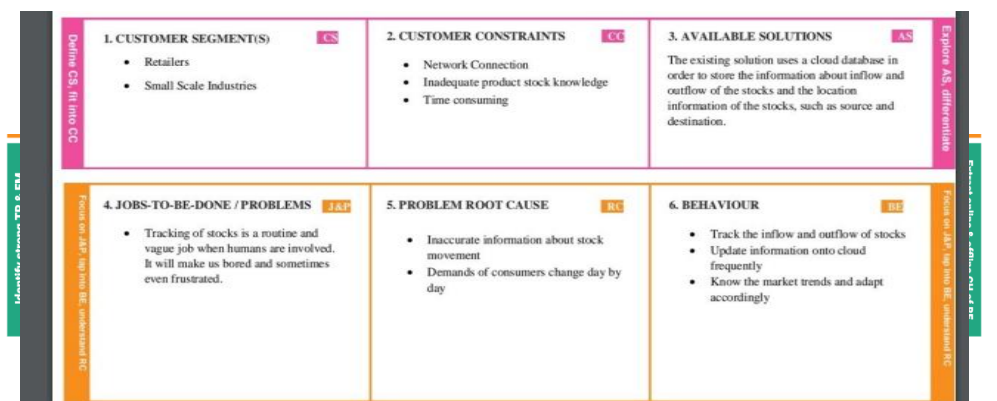 Define CS, fit into CC
1. CUSTOMER SEGMENT(S) CS
• Retailers
• Small Scale Industries
2. CUSTOMER CONSTRAINTS CC
• Network Connection
• Inadequate product stock knowledge
• Time consuming
3. AVAILABLE SOLUTIONS AS
The existing solution uses a cloud database in
order to store the information about inflow and
outflow of the stocks and the location
information of the stocks, such as source and
destination.
Explore AS, differentiate
Focus on J&P, tap into BE, understand RC
4. JOBS-TO-BE-DONE / PROBLEMS J&P
• Tracking of stocks is a routine and
vague job when humans are involved.
It will make us bored and sometimes
even frustrated.
5. PROBLEM ROOT CAUSE RC
• Inaccurate information about stock
movement
• Demands of consumers change day by
day
6. BEHAVIOUR BE
• Track the inflow and outflow of stocks
• Update information onto cloud
frequently
• Know the market trends and adapt
accordingly
Focus on J&P, tap into BE, understand RC